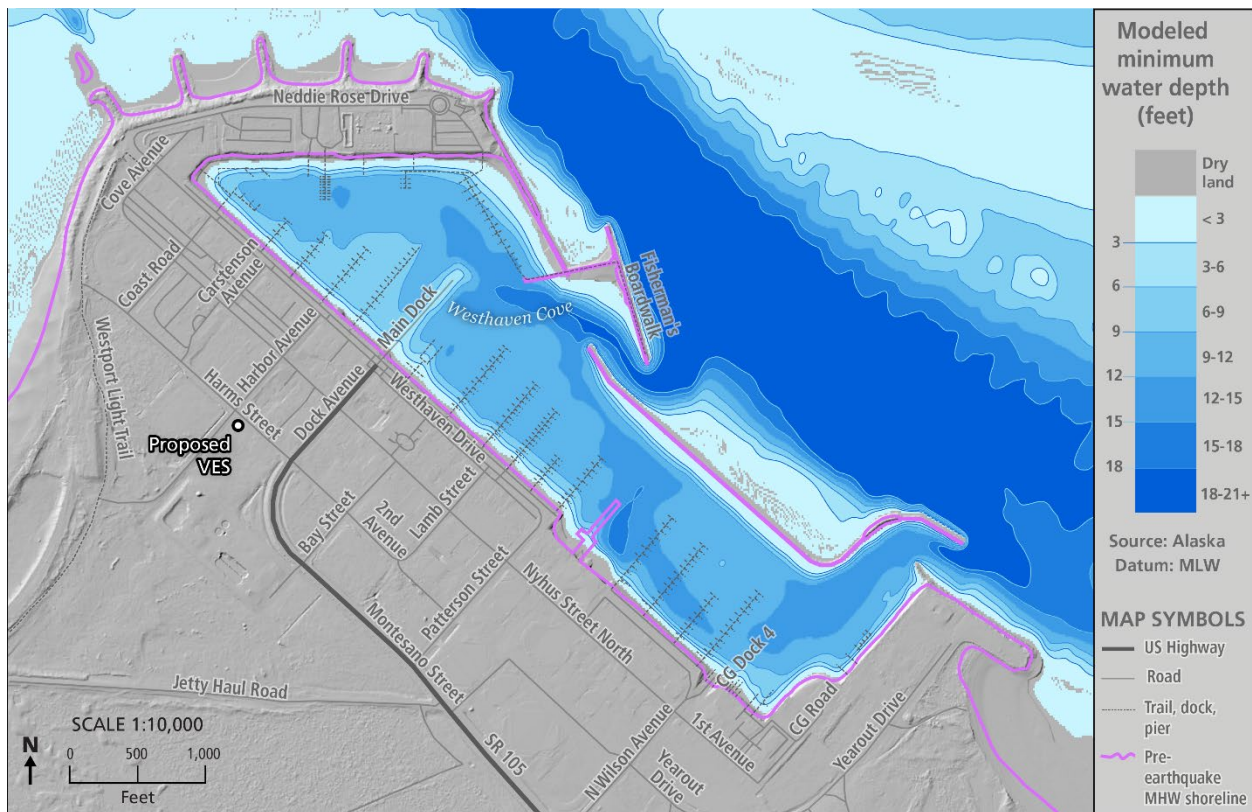 Neddie Rose Drive
Cove Avenue
Coast Road
Carstenson
Avenue
Harbor Avenue
Main Dock
Westhaven Cove
Fisherman's
Boardwalk
Westport Light Trail
Harms Street
Dock Avenue
Westhaven Drive
Proposed
VES
Bay Street
2nd
Avenue
Lamb Street
Patterson Street
Nyhus Street North
Montesano Street
CG Dock 4
Jetty Haul Road
SR 105
N Wilson Avenue
1st Avenue
CG Road
Yearout Drive
Yearout
Drive
SCALE 1:10,000
N
0 500 1,000
Feet
Modeled
minimum
water depth
(feet)
Dry
land
< 3
3
3-6
6
6-9
9
9-12
12
12-15
15
15-18
18
18-21+
Source: Alaska
Datum: MLW
MAP SYMBOLS
US Highway
Road
Trail, dock,
pier
Pre-
earthquake
MHW shoreline